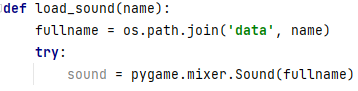 def load_sound(name):
    fullname = os.path.join('data', name)
    try:
        sound = pygame.mixer.Sound(fullname)